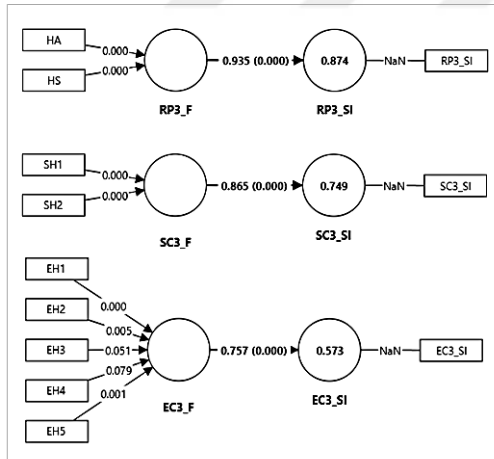 HA
0.000
HS
0.000
0.935 (0.000)
0.874
NaN
RP3_SI
RP3_F
RP3_SI
SH1
0.000
SH2
0.000
0.865 (0.000)
0.749
NaN
SC3_SI
SC3_F
SC3_SI
EH1
0.000
EH2
0.005
EH3
0.051
EH4
0.079
EH5
0.001
0.757 (0.000)
0.573
NaN
EC3_SI
EC3_F
EC3_SI